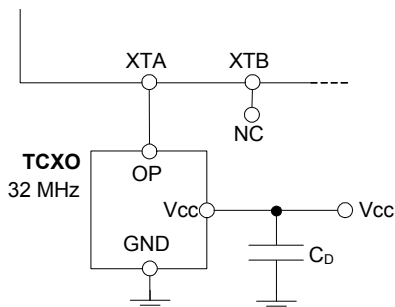 XTA XTB
NC
TCXO
32 MHz
OP
Vcc Vcc
GND
CD